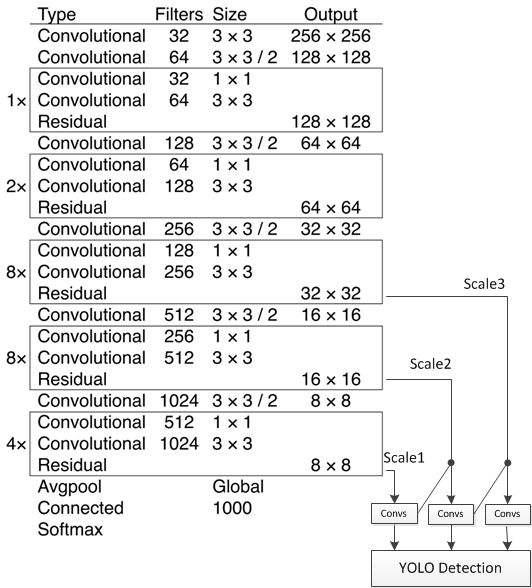 Type Filters Size Output
Convolutional 32 3 × 3 256 × 256
Convolutional 64 3 × 3 / 2 128 × 128
Convolutional 32 1 × 1
1× Convolutional 64 3 × 3
Residual 128 × 128
Convolutional 128 3 × 3 / 2 64 × 64
Convolutional 64 1 × 1
2× Convolutional 128 3 × 3
Residual 64 × 64
Convolutional 256 3 × 3 / 2 32 × 32
Convolutional 128 1 × 1
8× Convolutional 256 3 × 3
Residual 32 × 32
Scale3
Convolutional 512 3 × 3 / 2 16 × 16
Convolutional 256 1 × 1
8× Convolutional 512 3 × 3
Scale2
Residual 16 × 16
Convolutional 1024 3 × 3 / 2 8 × 8
Convolutional 512 1 × 1
4× Convolutional 1024 3 × 3
Residual 8 × 8
Scale1
Avgpool Global
Connected 1000
Softmax
Convs Convs Convs
YOLO Detection